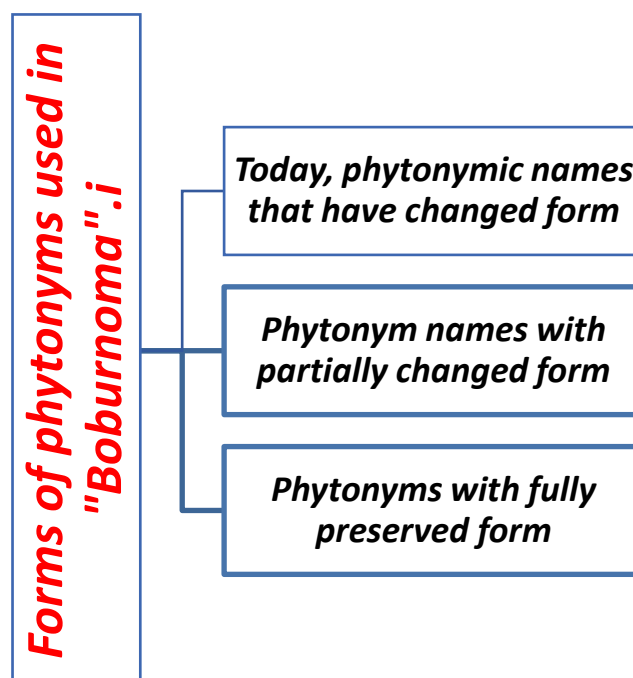 Forms of phytonyms used in
"Boburnoma".i
Today, phytonymic names
that have changed form
Phytonym names with
partially changed form
Phytonyms with fully
preserved form